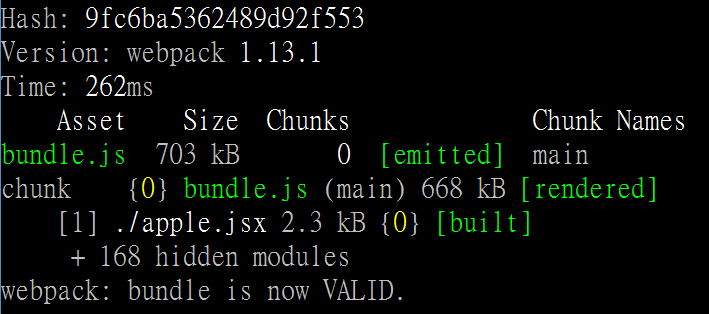 Hash: 9fc6ba5362489d92f553
Version: webpack 1.13.1
Time: 262ms
    Asset    Size  Chunks             Chunk Names
bundle.js  703 kB       0  [emitted]  main
chunk    {0} bundle.js (main) 668 kB [rendered]
    [1] ./apple.jsx 2.3 kB {0} [built]
     + 168 hidden modules
webpack: bundle is now VALID.